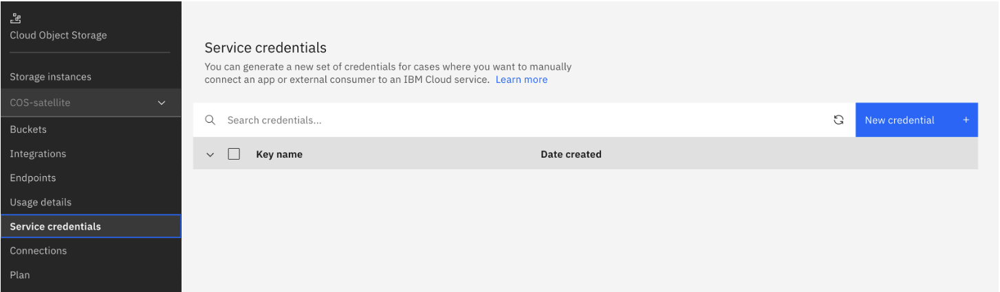 Cloud Object Storage
Storage instances
COS-satellite
Buckets
Integrations
Endpoints
Usage details
Service credentials
Connections
Plan
Service credentials
You can generate a new set of credentials for cases where you want to manually
connect an app or external consumer to an IBM Cloud service. Learn more
Search credentials...
New credential +
Key name Date created